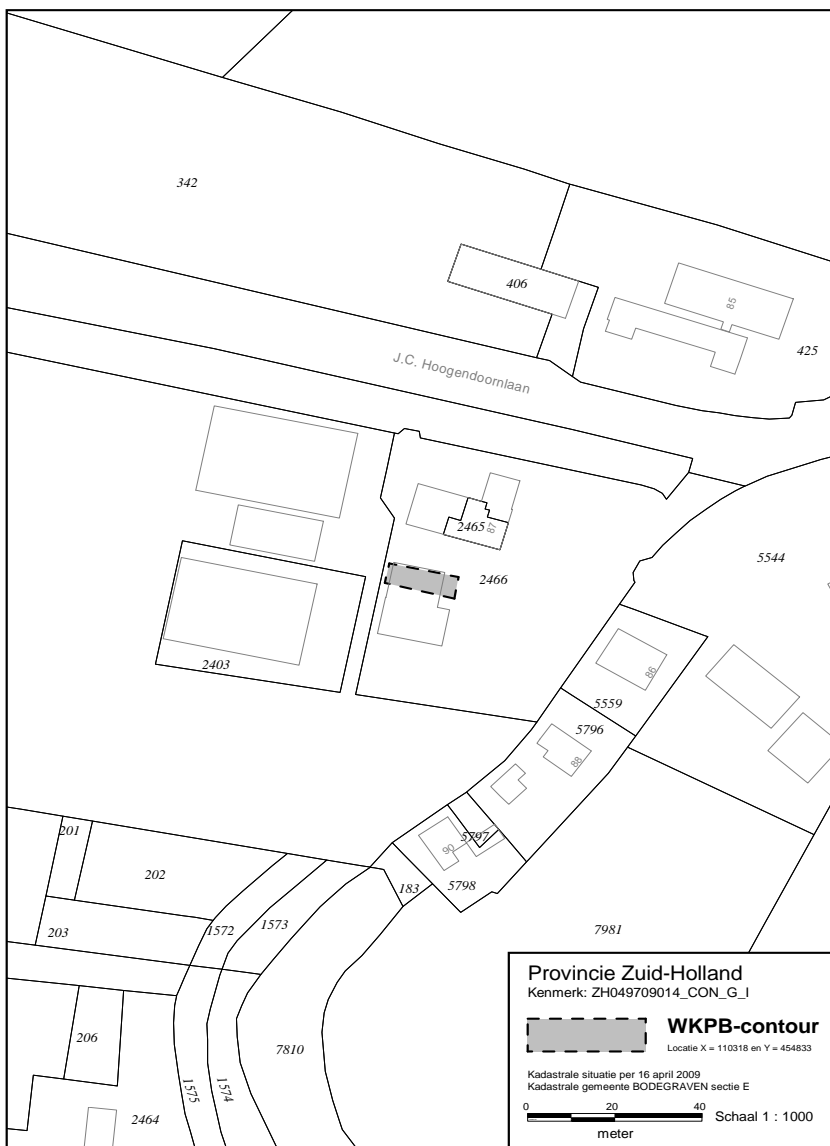 342
406
85
425
J.C. Hoogendoornlaan
2465
87
2466
5544
2403
86
5559
5796
88
201
5797
90
202
183
5798
203
1572
1573
7981
206
7810
1575
1574
2464
Provincie Zuid-Holland
Kenmerk: ZH049709014_CON_G_I
WKPB-contour
Locatie X = 110318 en Y = 454833
Kadastrale situatie per 16 april 2009
Kadastrale gemeente BODEGRAVEN sectie E
0 20 40
Schaal 1 : 1000
meter